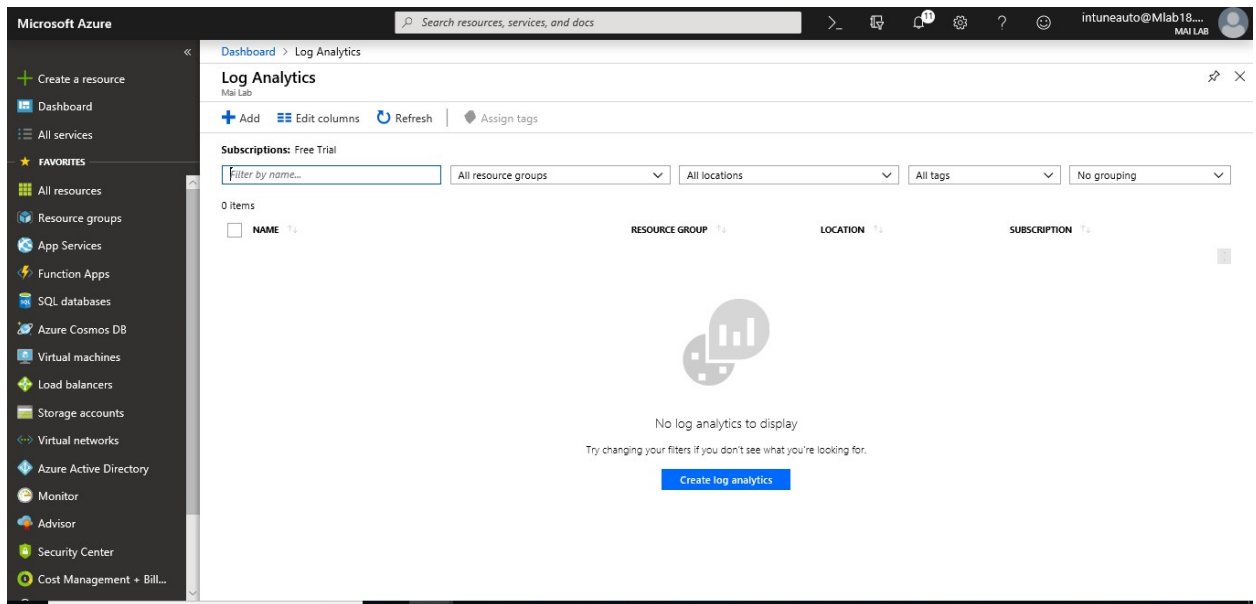 Microsoft Azure
Search resources, services, and docs
11
intuneauto@Mlab18....
MAI LAB
Create a resource
Dashboard
All services
FAVORITES
All resources
Resource groups
App Services
Function Apps
SQL databases
Azure Cosmos DB
Virtual machines
Load balancers
Storage accounts
Virtual networks
Azure Active Directory
Monitor
Advisor
Security Center
Cost Management + Bill...
Dashboard > Log Analytics
Log Analytics
Mai Lab
Add Edit columns Refresh Assign tags
Subscriptions: Free Trial
Filter by name... All resource groups All locations All tags No grouping
0 items
NAME RESOURCE GROUP LOCATION SUBSCRIPTION
No log analytics to display
Try changing your filters if you don't see what you're looking for.
Create log analytics